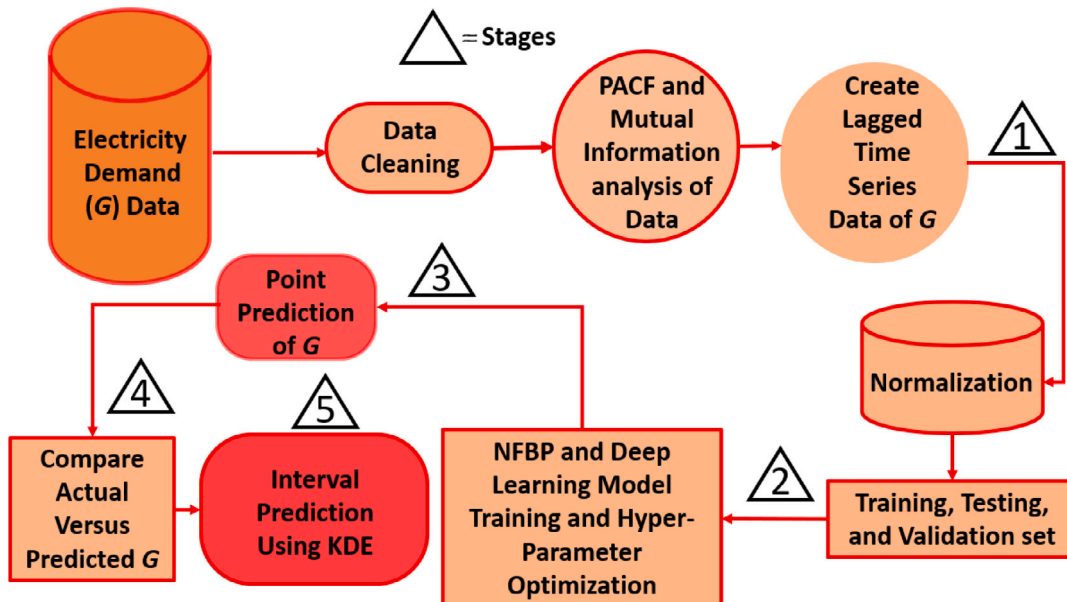 = Stages
Electricity
Demand
(G) Data
Data
Cleaning
PACF and
Mutual
Information
analysis of
Data
Create
Lagged
Time
Series
Data of G
1
Normalization
Training, Testing,
and Validation set
2
NFBP and Deep
Learning Model
Training and Hyper-
Parameter
Optimization
3
Point
Prediction
of G
4
Compare
Actual
Versus
Predicted G
5
Interval
Prediction
Using KDE